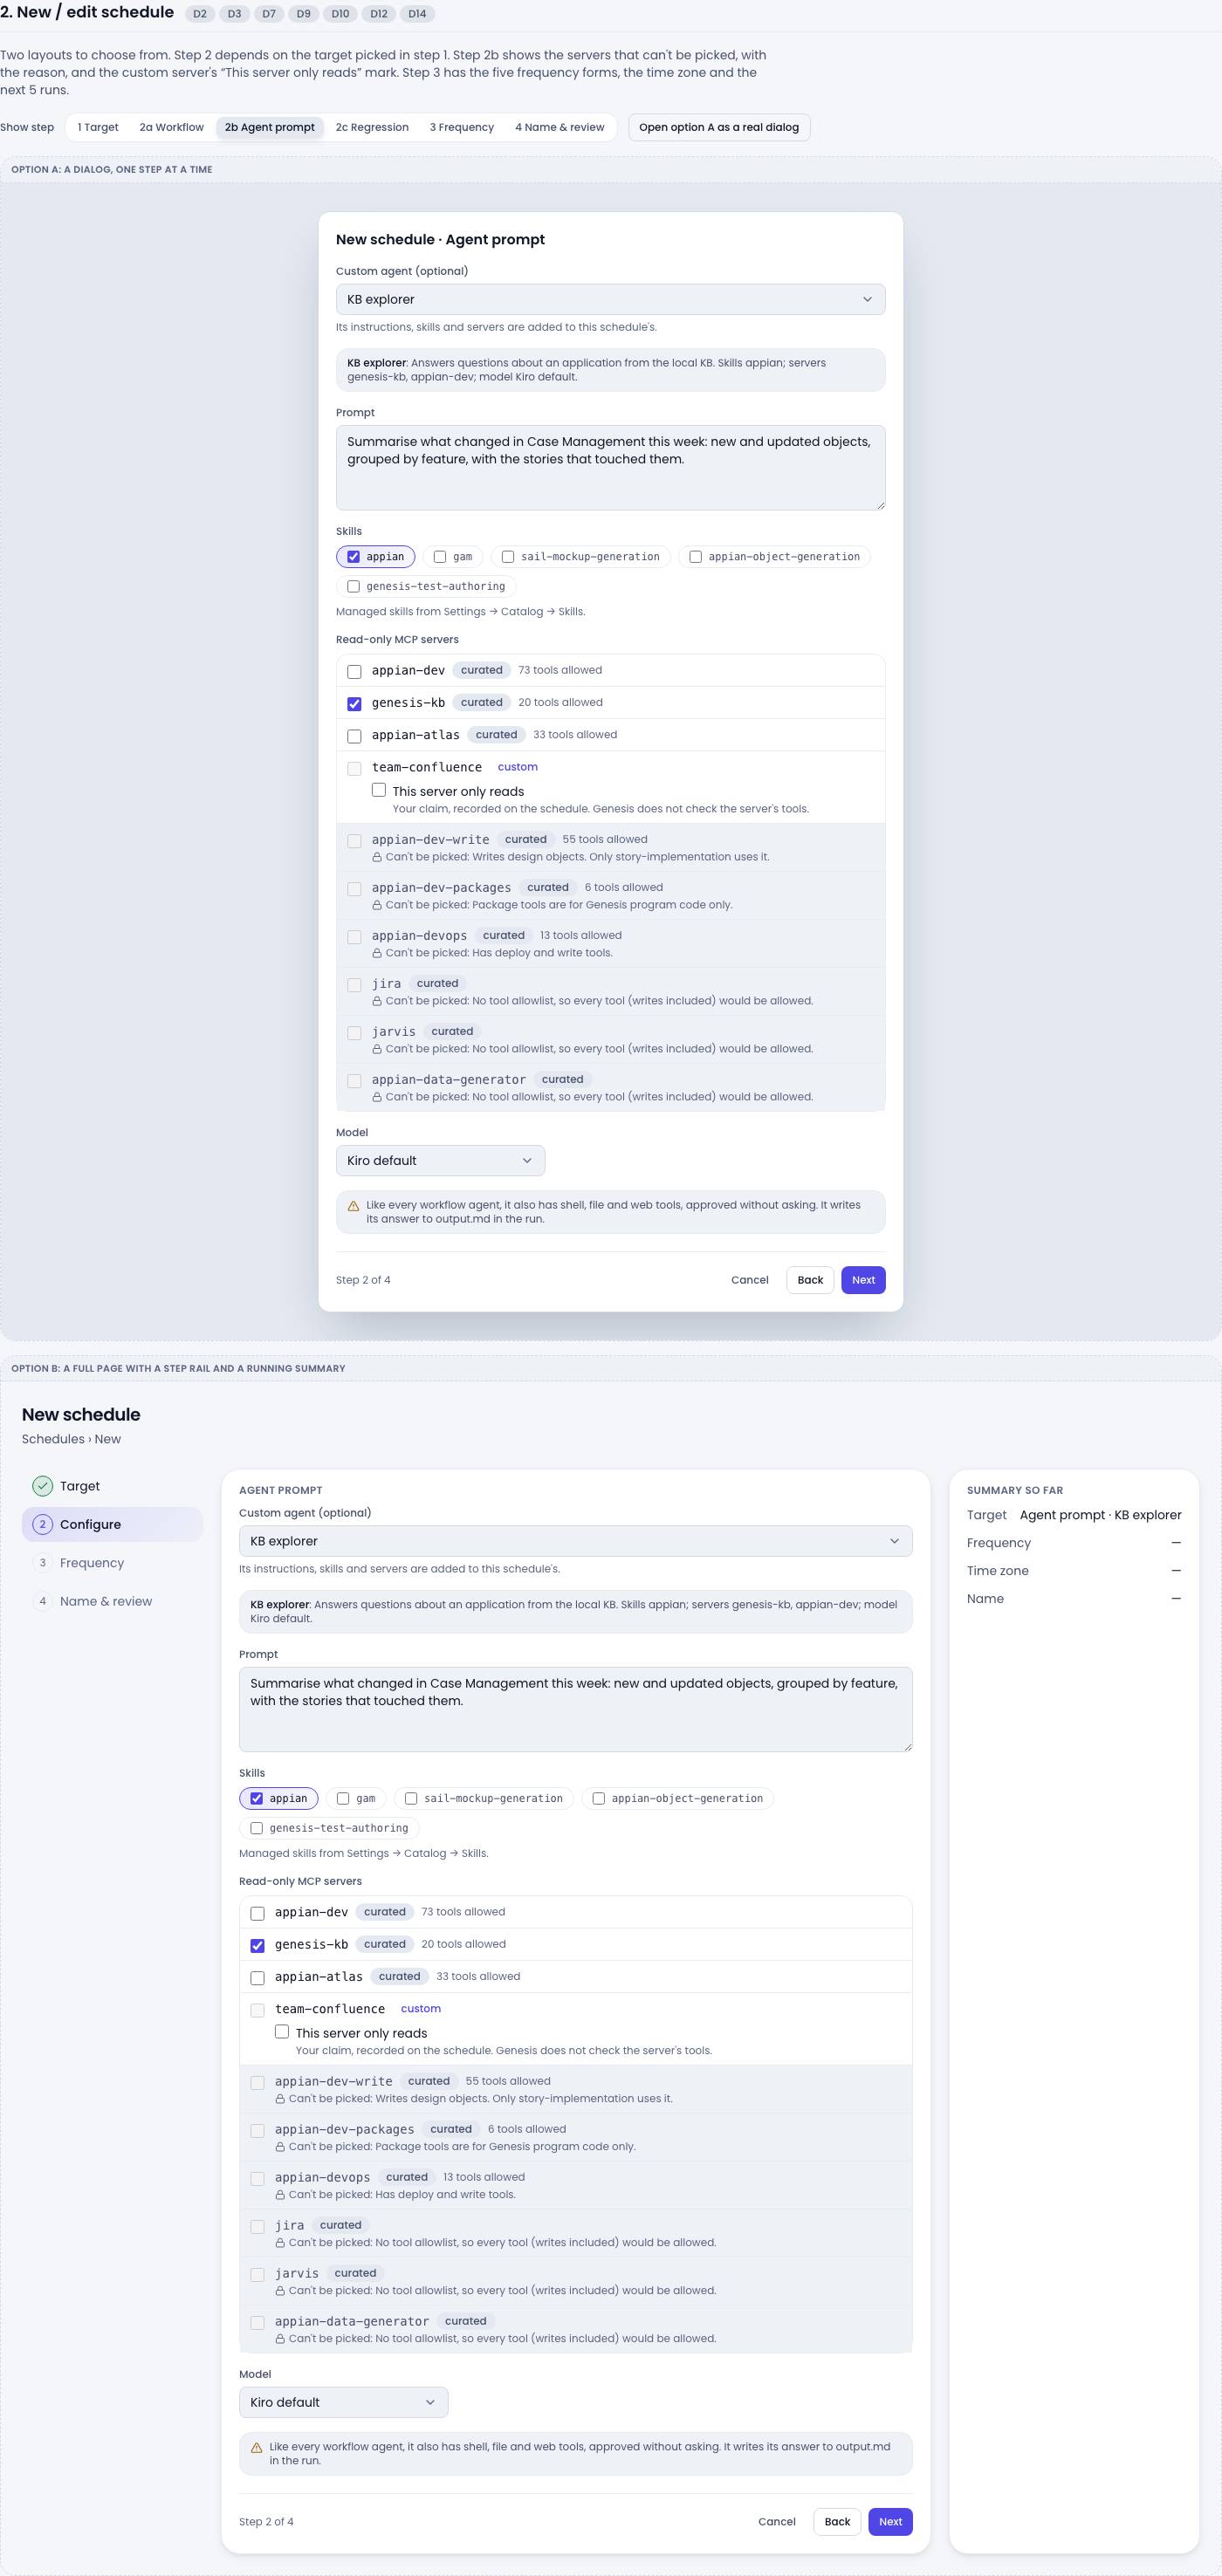 2. New / edit schedule D2 D3 D7 D9 D10 D12 D14
Two layouts to choose from. Step 2 depends on the target picked in step 1. Step 2b shows the servers that can't be picked, with
the reason, and the custom server's “This server only reads” mark. Step 3 has the five frequency forms, the time zone and the
next 5 runs.
Show step 1 Target 2a Workflow 2b Agent prompt 2c Regression 3 Frequency 4 Name & review Open option A as a real dialog
OPTION A: A DIALOG, ONE STEP AT A TIME
New schedule · Agent prompt
Custom agent (optional)
KB explorer
Its instructions, skills and servers are added to this schedule's.
KB explorer: Answers questions about an application from the local KB. Skills appian; servers
genesis-kb, appian-dev; model Kiro default.
Prompt
Summarise what changed in Case Management this week: new and updated objects,
grouped by feature, with the stories that touched them.
Skills
appian gam sail-mockup-generation appian-object-generation
genesis-test-authoring
Managed skills from Settings → Catalog → Skills.
Read-only MCP servers
appian-dev curated 73 tools allowed
genesis-kb curated 20 tools allowed
appian-atlas curated 33 tools allowed
team-confluence custom
This server only reads
Your claim, recorded on the schedule. Genesis does not check the server's tools.
appian-dev-write curated 55 tools allowed
Can't be picked: Writes design objects. Only story-implementation uses it.
appian-dev-packages curated 6 tools allowed
Can't be picked: Package tools are for Genesis program code only.
appian-devops curated 13 tools allowed
Can't be picked: Has deploy and write tools.
jira curated
Can't be picked: No tool allowlist, so every tool (writes included) would be allowed.
jarvis curated
Can't be picked: No tool allowlist, so every tool (writes included) would be allowed.
appian-data-generator curated
Can't be picked: No tool allowlist, so every tool (writes included) would be allowed.
Model
Kiro default
Like every workflow agent, it also has shell, file and web tools, approved without asking. It writes
its answer to output.md in the run.
Step 2 of 4 Cancel Back Next
OPTION B: A FULL PAGE WITH A STEP RAIL AND A RUNNING SUMMARY
New schedule
Schedules › New
Target
2 Configure
3 Frequency
4 Name & review
AGENT PROMPT
Custom agent (optional)
KB explorer
Its instructions, skills and servers are added to this schedule's.
KB explorer: Answers questions about an application from the local KB. Skills appian; servers genesis-kb, appian-dev; model
Kiro default.
Prompt
Summarise what changed in Case Management this week: new and updated objects, grouped by feature,
with the stories that touched them.
Skills
appian gam sail-mockup-generation appian-object-generation
genesis-test-authoring
Managed skills from Settings → Catalog → Skills.
Read-only MCP servers
appian-dev curated 73 tools allowed
genesis-kb curated 20 tools allowed
appian-atlas curated 33 tools allowed
team-confluence custom
This server only reads
Your claim, recorded on the schedule. Genesis does not check the server's tools.
appian-dev-write curated 55 tools allowed
Can't be picked: Writes design objects. Only story-implementation uses it.
appian-dev-packages curated 6 tools allowed
Can't be picked: Package tools are for Genesis program code only.
appian-devops curated 13 tools allowed
Can't be picked: Has deploy and write tools.
jira curated
Can't be picked: No tool allowlist, so every tool (writes included) would be allowed.
jarvis curated
Can't be picked: No tool allowlist, so every tool (writes included) would be allowed.
appian-data-generator curated
Can't be picked: No tool allowlist, so every tool (writes included) would be allowed.
Model
Kiro default
Like every workflow agent, it also has shell, file and web tools, approved without asking. It writes its answer to output.md
in the run.
Step 2 of 4 Cancel Back Next
SUMMARY SO FAR
Target Agent prompt · KB explorer
Frequency —
Time zone —
Name —